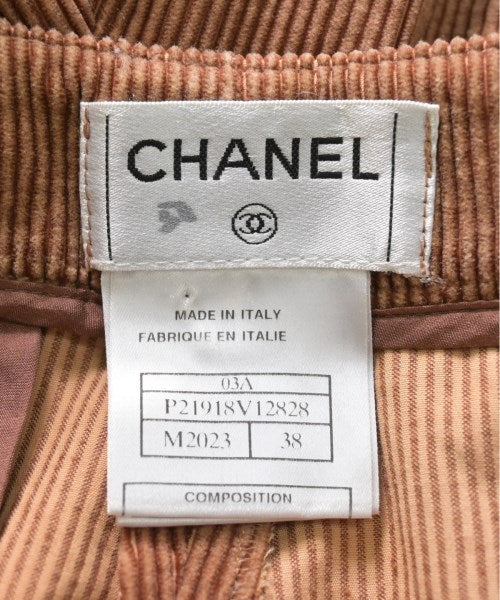 CHANEL
MADE IN ITALY
FABRIQUE EN ITALIE
03A
P21918V12828
M2023 38
COMPOSITION